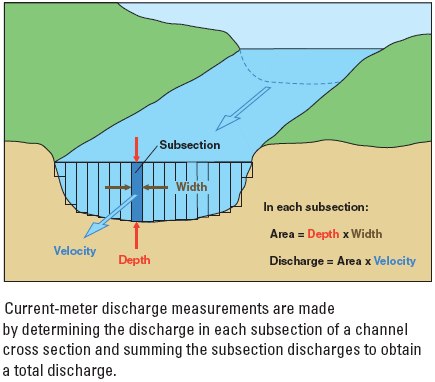 Subsection
Width
Velocity
Depth
In each subsection:
Area = Depth x Width
Discharge = Area x Velocity
Current-meter discharge measurements are made
by determining the discharge in each subsection of a channel
cross section and summing the subsection discharges to obtain
a total discharge.